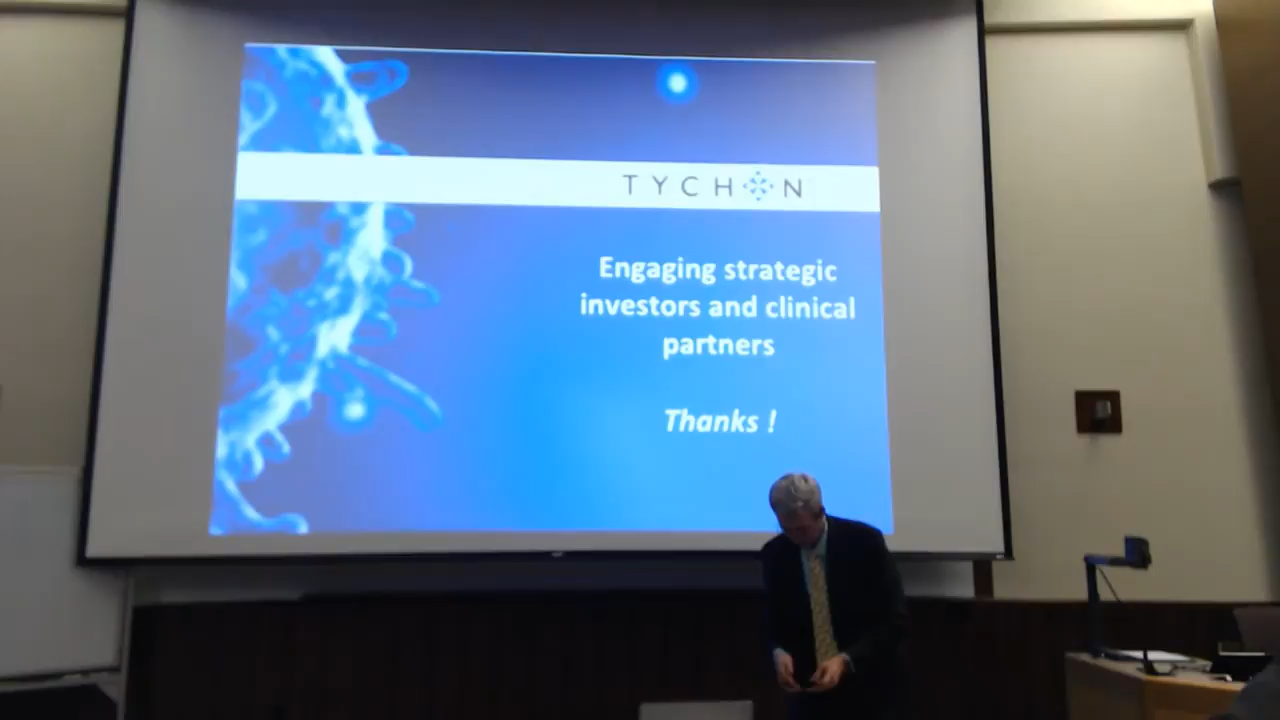 TYCHON
Engaging strategic
investors and clinical
partners
Thanks !